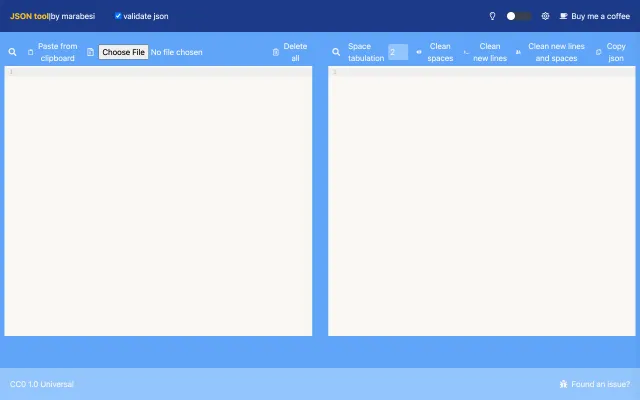 JSON tool|by marabesi
validate json
Buy me a coffee
Paste from
clipboard
Choose File No file chosen
Delete
all
Space
tabulation
2
Clean
spaces
Clean
new lines
Clean new lines
and spaces
Copy
json
1
1
CC0 1.0 Universal
Found an issue?